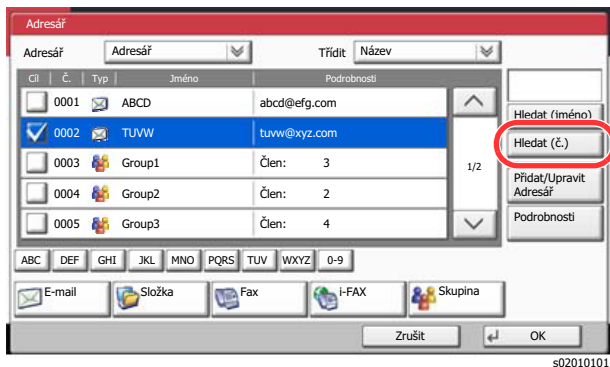 Adresář
Adresář Adresář Třídit Název
Cíl Č. Typ Jméno Podrobnosti
0001 ABCD abcd@efg.com
Hledat (jméno)
0002 TUVW tuvw@xyz.com
Hledat (č.)
0003 Group1 Člen: 3
1/2
Přidat/Upravit
Adresář
0004 Group2 Člen: 2
0005 Group3 Člen: 4
Podrobnosti
ABC DEF GHI JKL MNO PQRS TUV WXYZ 0-9
E-mail Složka Fax i-FAX Skupina
Zrušit OK
s02010101